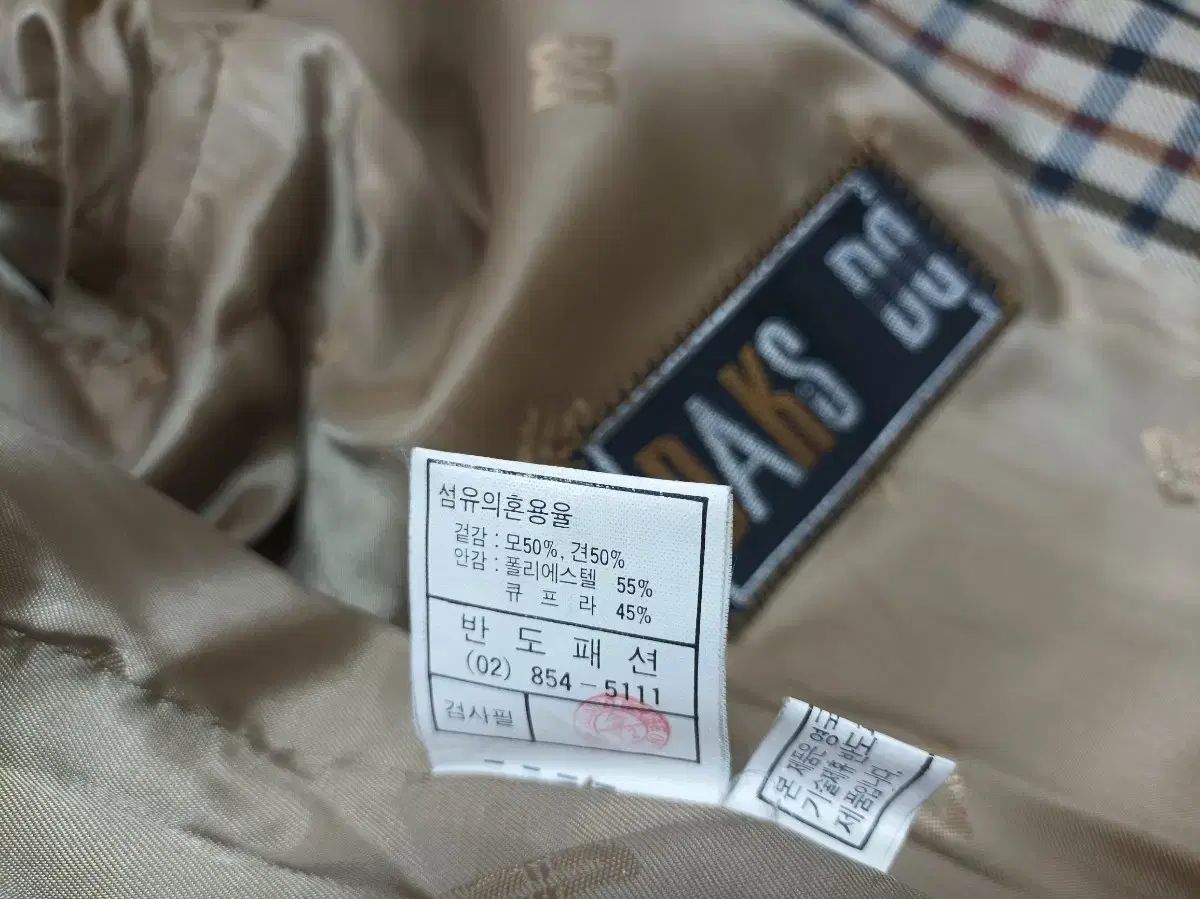 DAKS
섬유의혼용율
겉감 : 모50%, 견50%
안감 : 폴리에스텔 55%
큐 프 라 45%
반 도 패 션
(02) 854-5111
검사필
본 제품은 영국
기술제휴 반도
제품입니다.